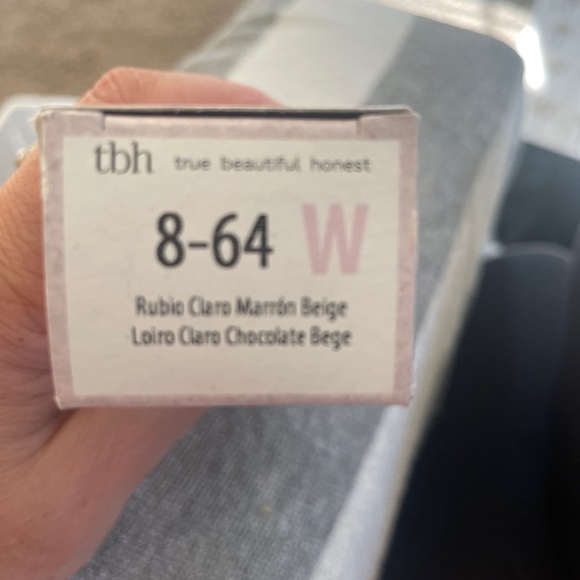 tbh true beautiful honest
8-64 W
Rubio Claro Marrón Beige
Loiro Claro Chocolate Bege